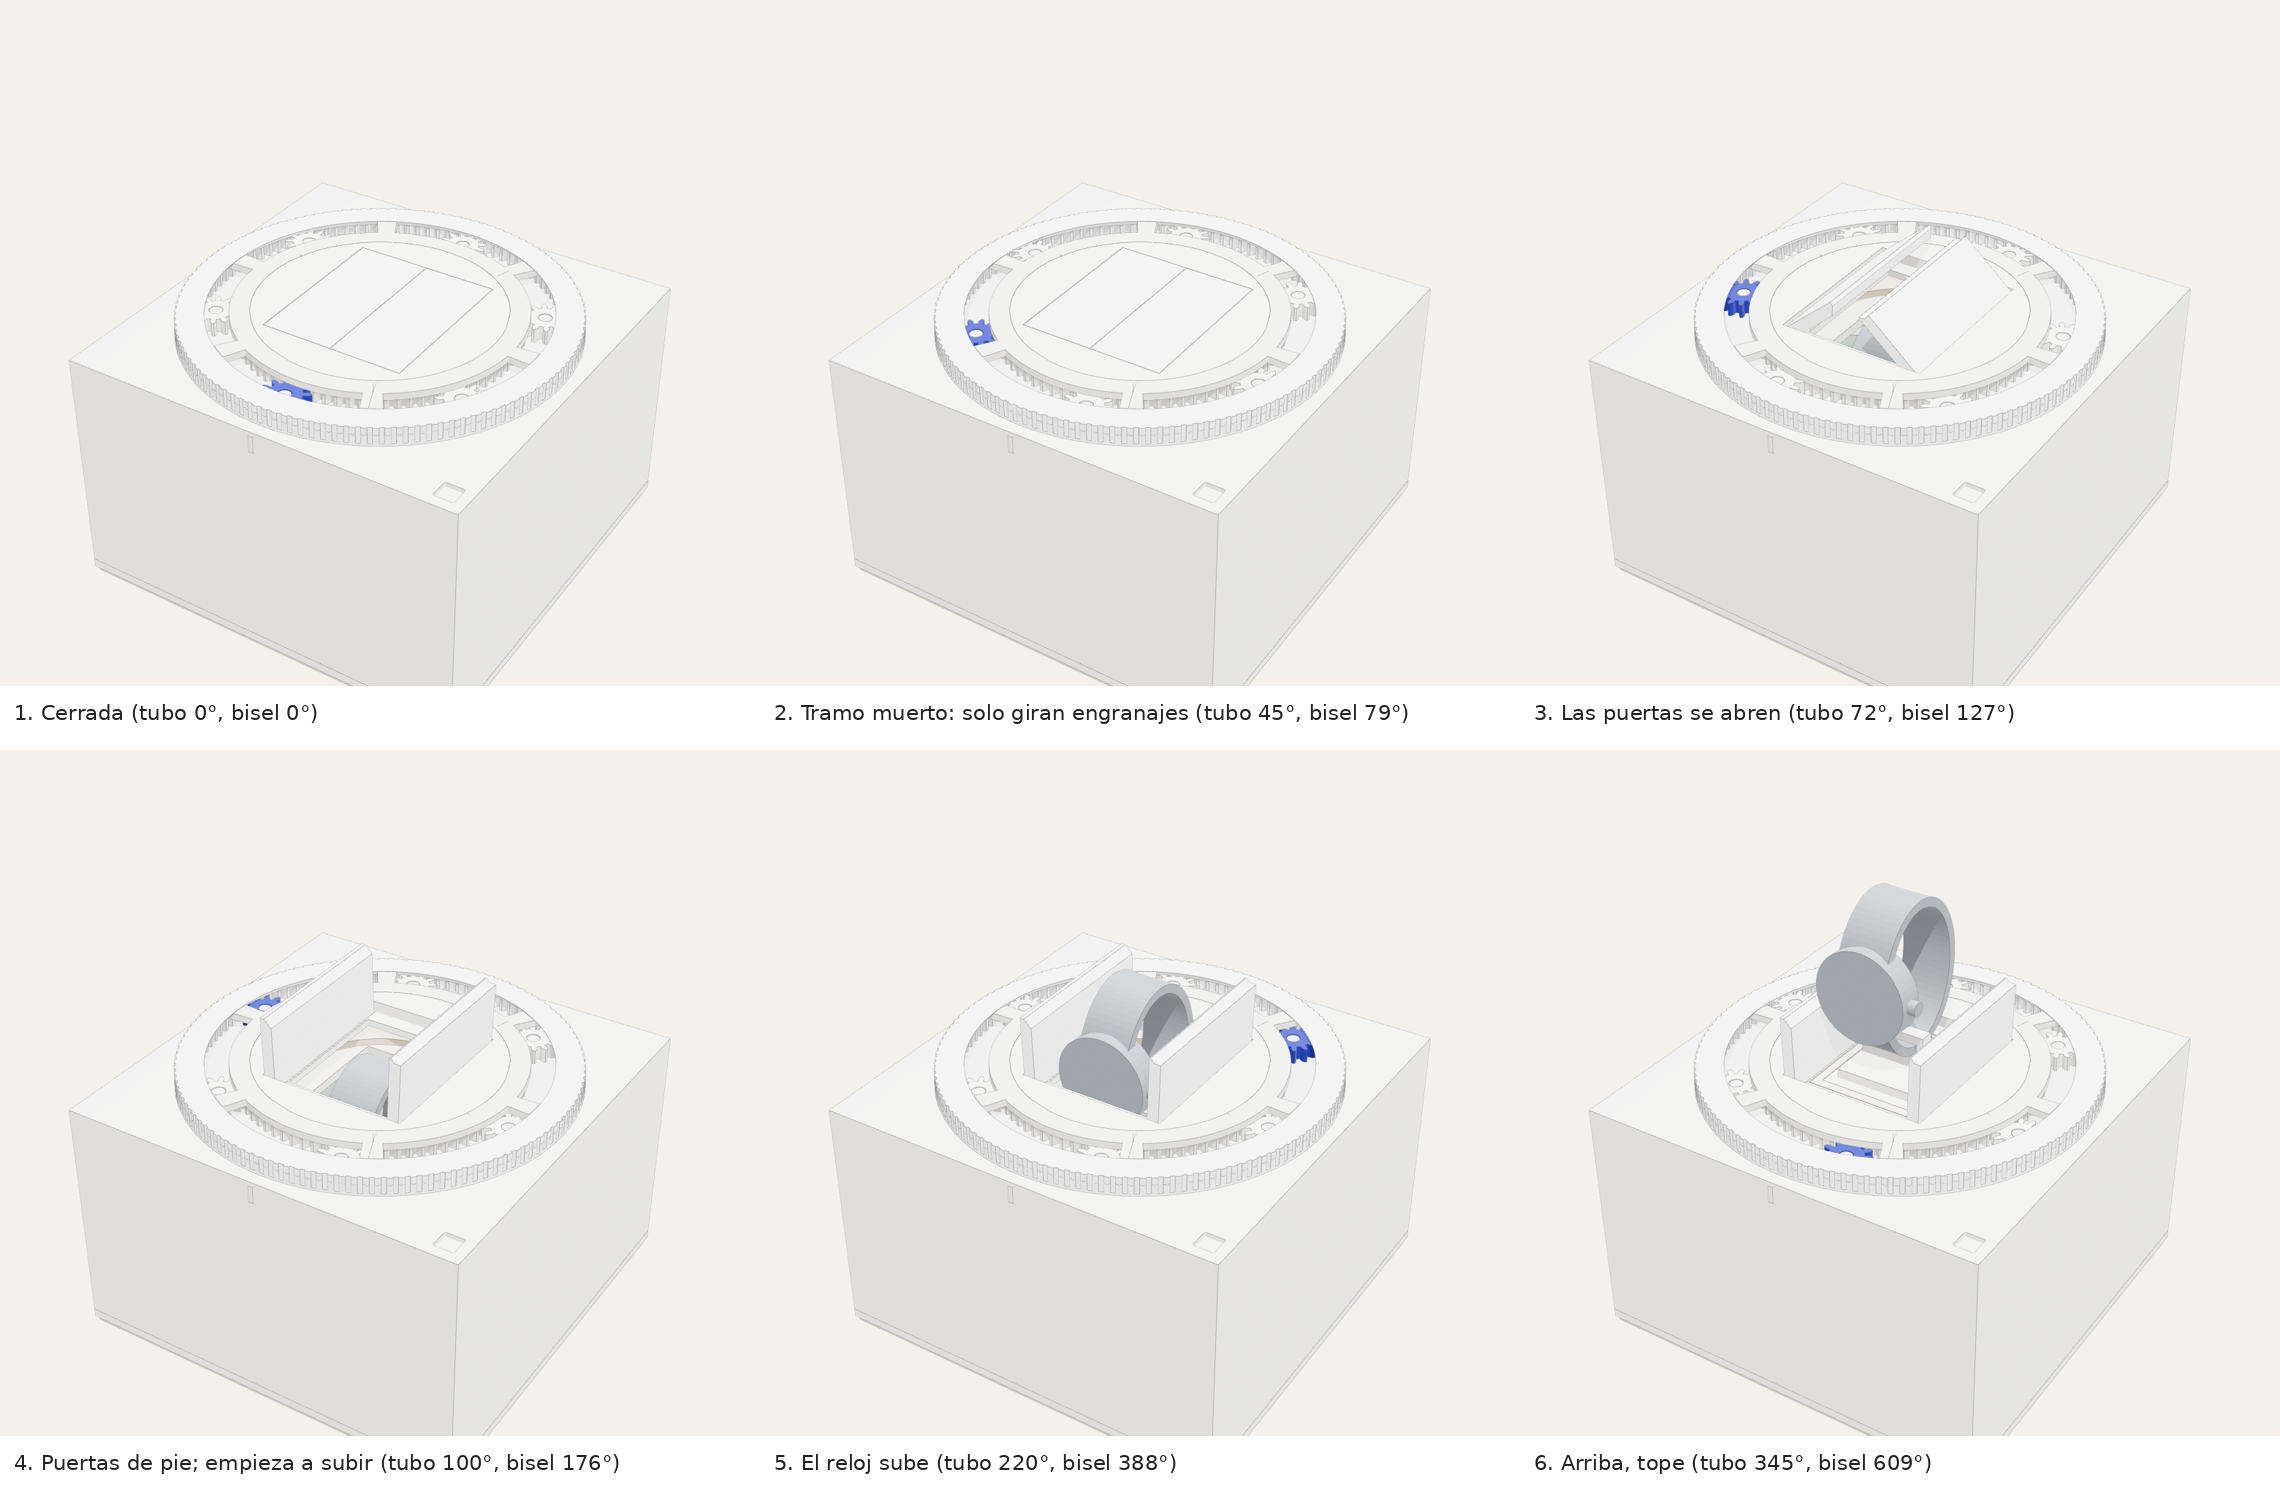 1. Cerrada (tubo 0°, bisel 0°)
2. Tramo muerto: solo giran engranajes (tubo 45°, bisel 79°)
3. Las puertas se abren (tubo 72°, bisel 127°)
4. Puertas de pie; empieza a subir (tubo 100°, bisel 176°)
5. El reloj sube (tubo 220°, bisel 388°)
6. Arriba, tope (tubo 345°, bisel 609°)